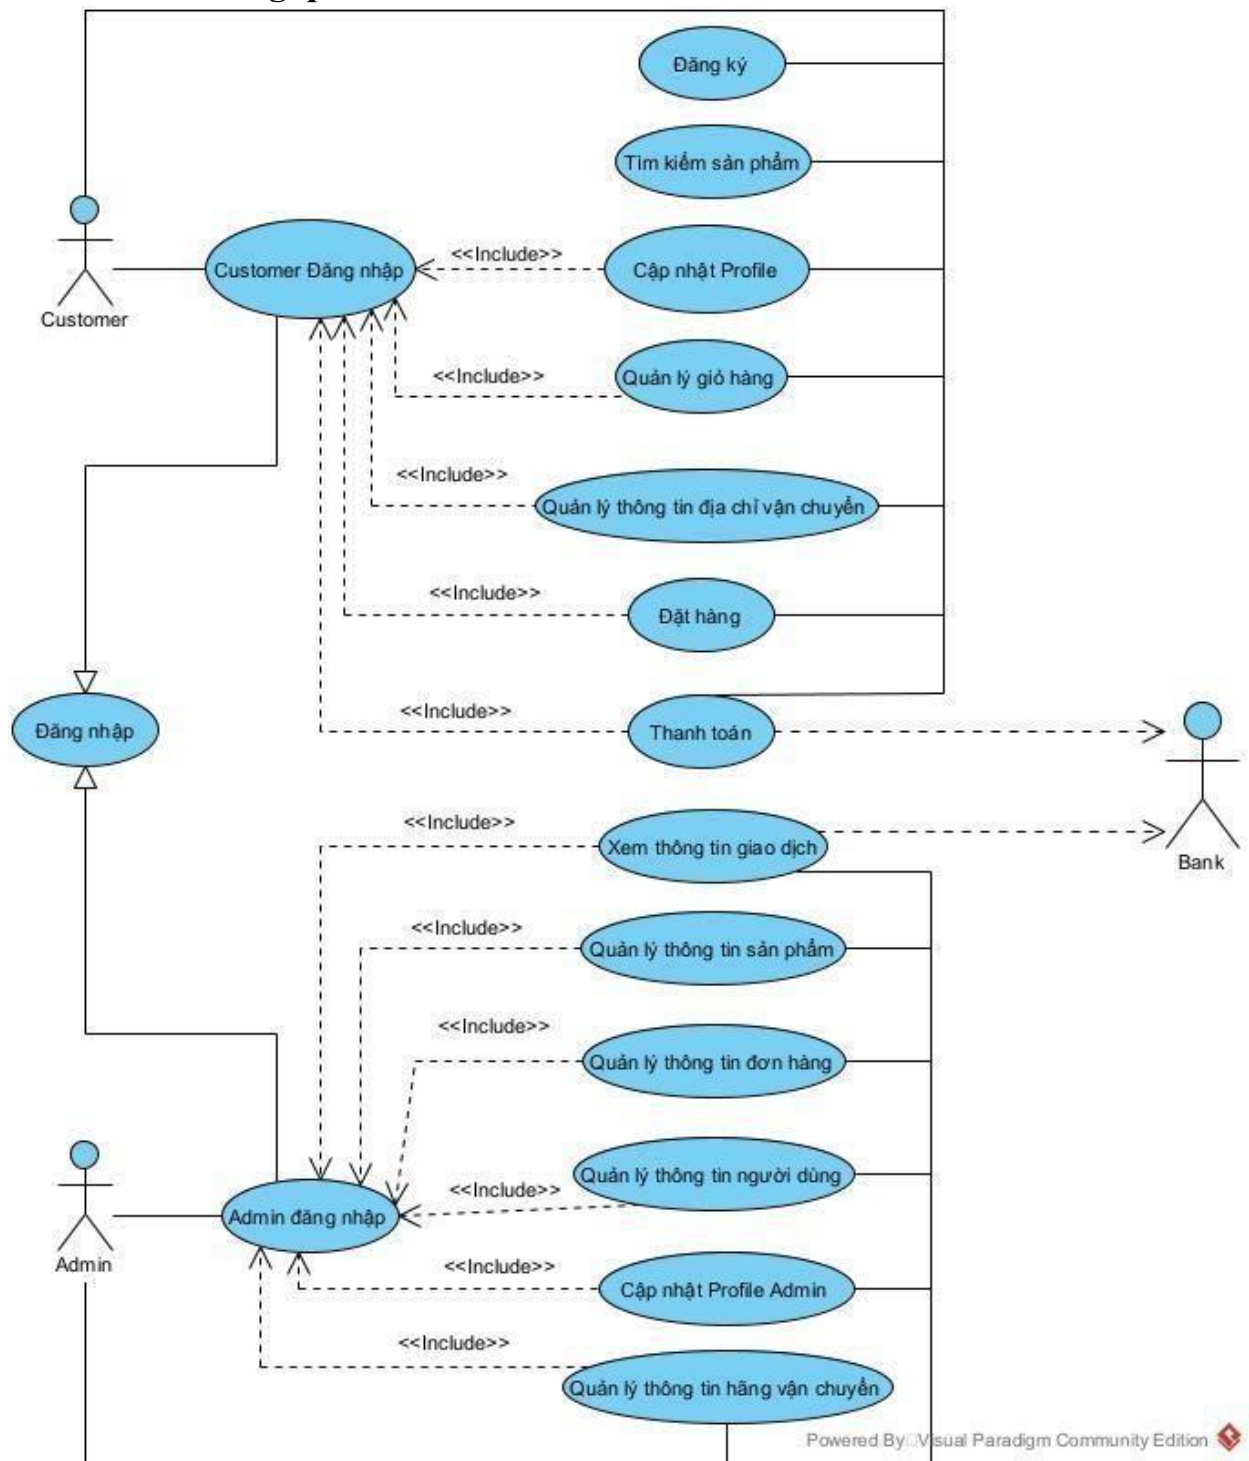 Đăng ký
Tìm kiếm sản phẩm
<<Include>>
Customer Đăng nhập
Cập nhật Profile
Customer
<<Include>>
Quản lý giỏ hàng
<<Include>>
Quản lý thông tin địa chỉ vận chuyển
<<Include>>
Đặt hàng
<<Include>>
Đăng nhập
Thanh toán
<<Include>>
Xem thông tin giao dịch
Bank
<<Include>>
Quản lý thông tin sản phẩm
<<Include>>
Quản lý thông tin đơn hàng
Quản lý thông tin người dùng
<<Include>>
Admin đăng nhập
Admin
<<Include>>
Cập nhật Profile Admin
<<Include>>
Quản lý thông tin hãng vận chuyển
Powered By Visual Paradigm Community Edition